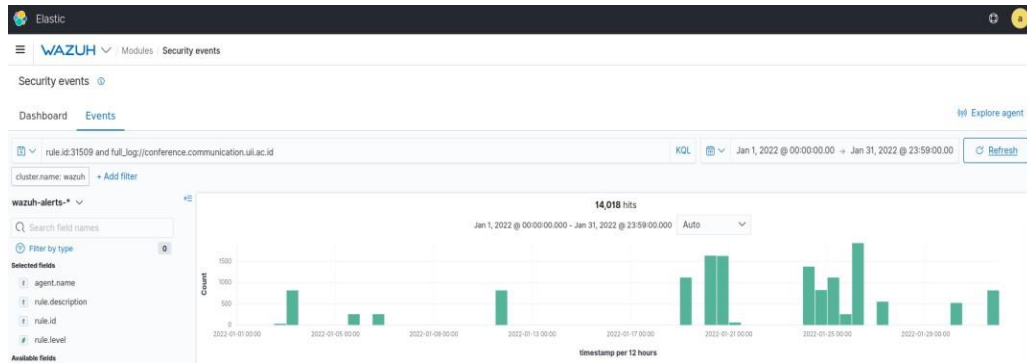 Elastic
a
WAZUH Modules Security events
Security events
Dashboard Events
Explore agent
rule.id:31509 and full_log://conference.communication.uii.ac.id KQL Jan 1, 2022 @ 00:00:00.00 → Jan 31, 2022 @ 23:59:00.00 Refresh
cluster.name: wazuh + Add filter
wazuh-alerts-*
14,018 hits
Search field names
Jan 1, 2022 @ 00:00:00.000 - Jan 31, 2022 @ 23:59:00.000 Auto
Filter by type 0
Selected fields
t agent.name
t rule.description
t rule.id
# rule.level
Available fields
Count
1500
1000
500
0
2022-01-01 00:00 2022-01-05 00:00 2022-01-09 00:00 2022-01-13 00:00 2022-01-17 00:00 2022-01-21 00:00 2022-01-25 00:00 2022-01-29 00:00
timestamp per 12 hours